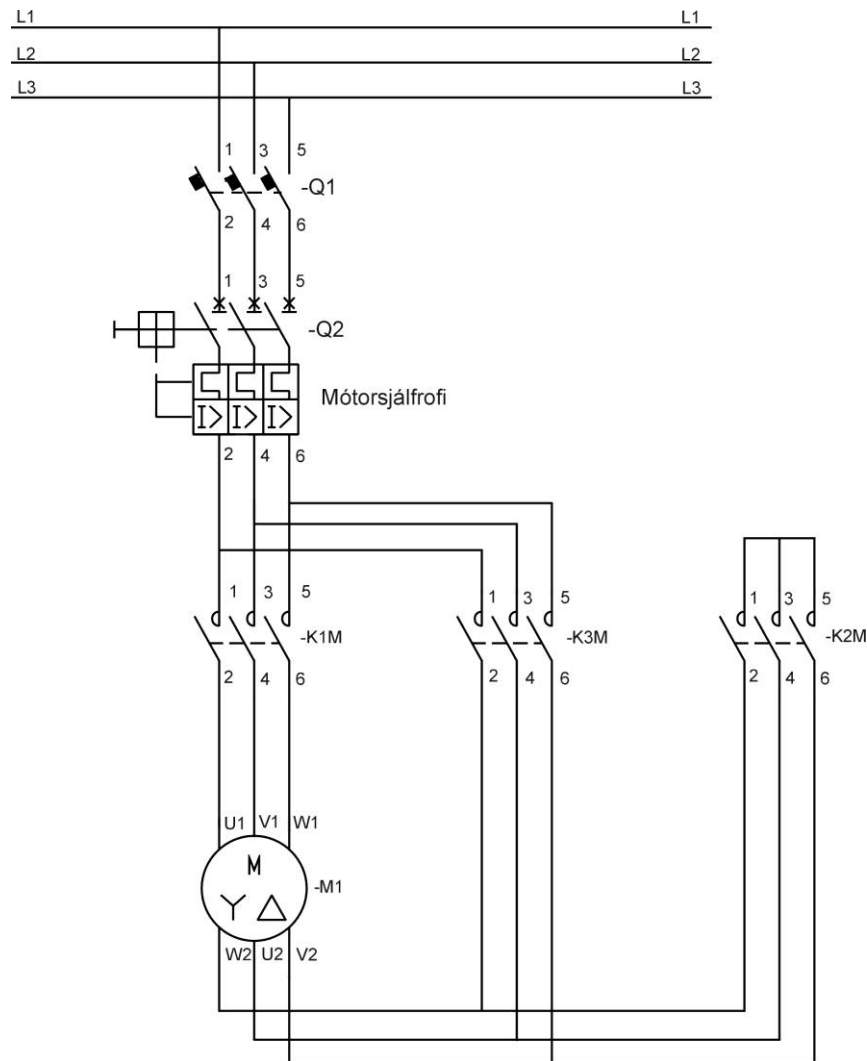 L1 L1
L2 L2
L3 L3
1 3 5
-Q1
2 4 6
1 3 5
-Q2
Mótorsjálfrofi
I> I> I>
2 4 6
1 3 5 1 3 5 1 3 5
-K1M -K3M -K2M
2 4 6 2 4 6 2 4 6
U1 V1 W1
M
-M1
W2 U2 V2